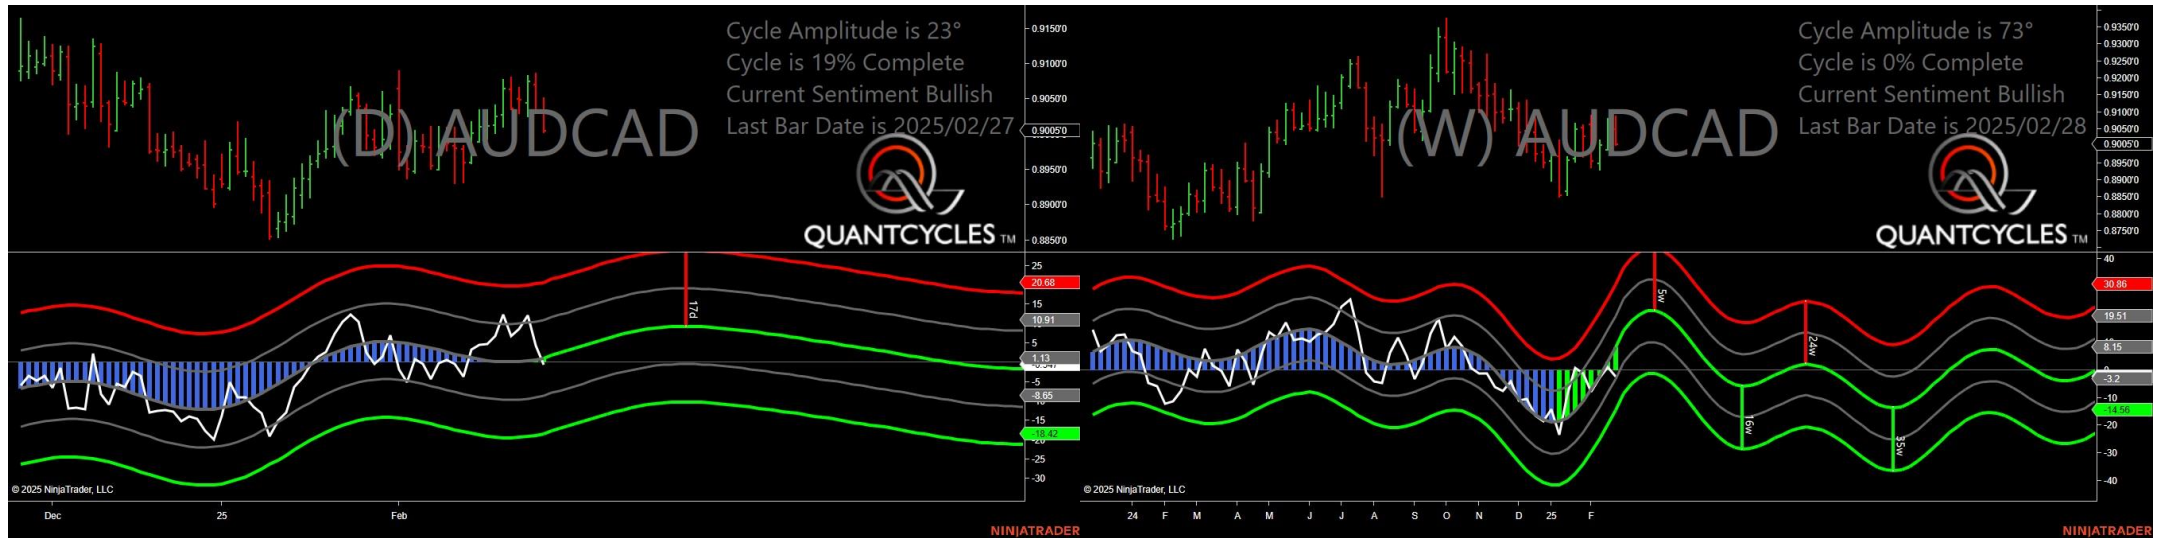 Cycle Amplitude is 23°
Cycle is 19% Complete
Current Sentiment Bullish
Last Bar Date is 2025/02/27
(D) AUDCAD
QUANTCYCLES TM
0.9150'0
0.9100'0
0.9050'0
0.9005'0
0.8950'0
0.8900'0
0.8850'0
25
20.68
15
10.91
5
1.13
-5
-8.65
-15
-18.42
-25
-30
17d
© 2025 NinjaTrader, LLC
Dec
25
Feb
NINJATRADER
Cycle Amplitude is 73°
Cycle is 0% Complete
Current Sentiment Bullish
Last Bar Date is 2025/02/28
(W) AUDCAD
QUANTCYCLES TM
0.9350'0
0.9300'0
0.9250'0
0.9200'0
0.9150'0
0.9100'0
0.9050'0
0.9005'0
0.8950'0
0.8900'0
0.8850'0
0.8800'0
0.8750'0
40
30.86
19.51
8.15
-3.2
-10
-14.56
-20
-30
-40
5w
24w
16w
35w
© 2025 NinjaTrader, LLC
24 F M A M J J A S O N D 25 F
NINJATRADER